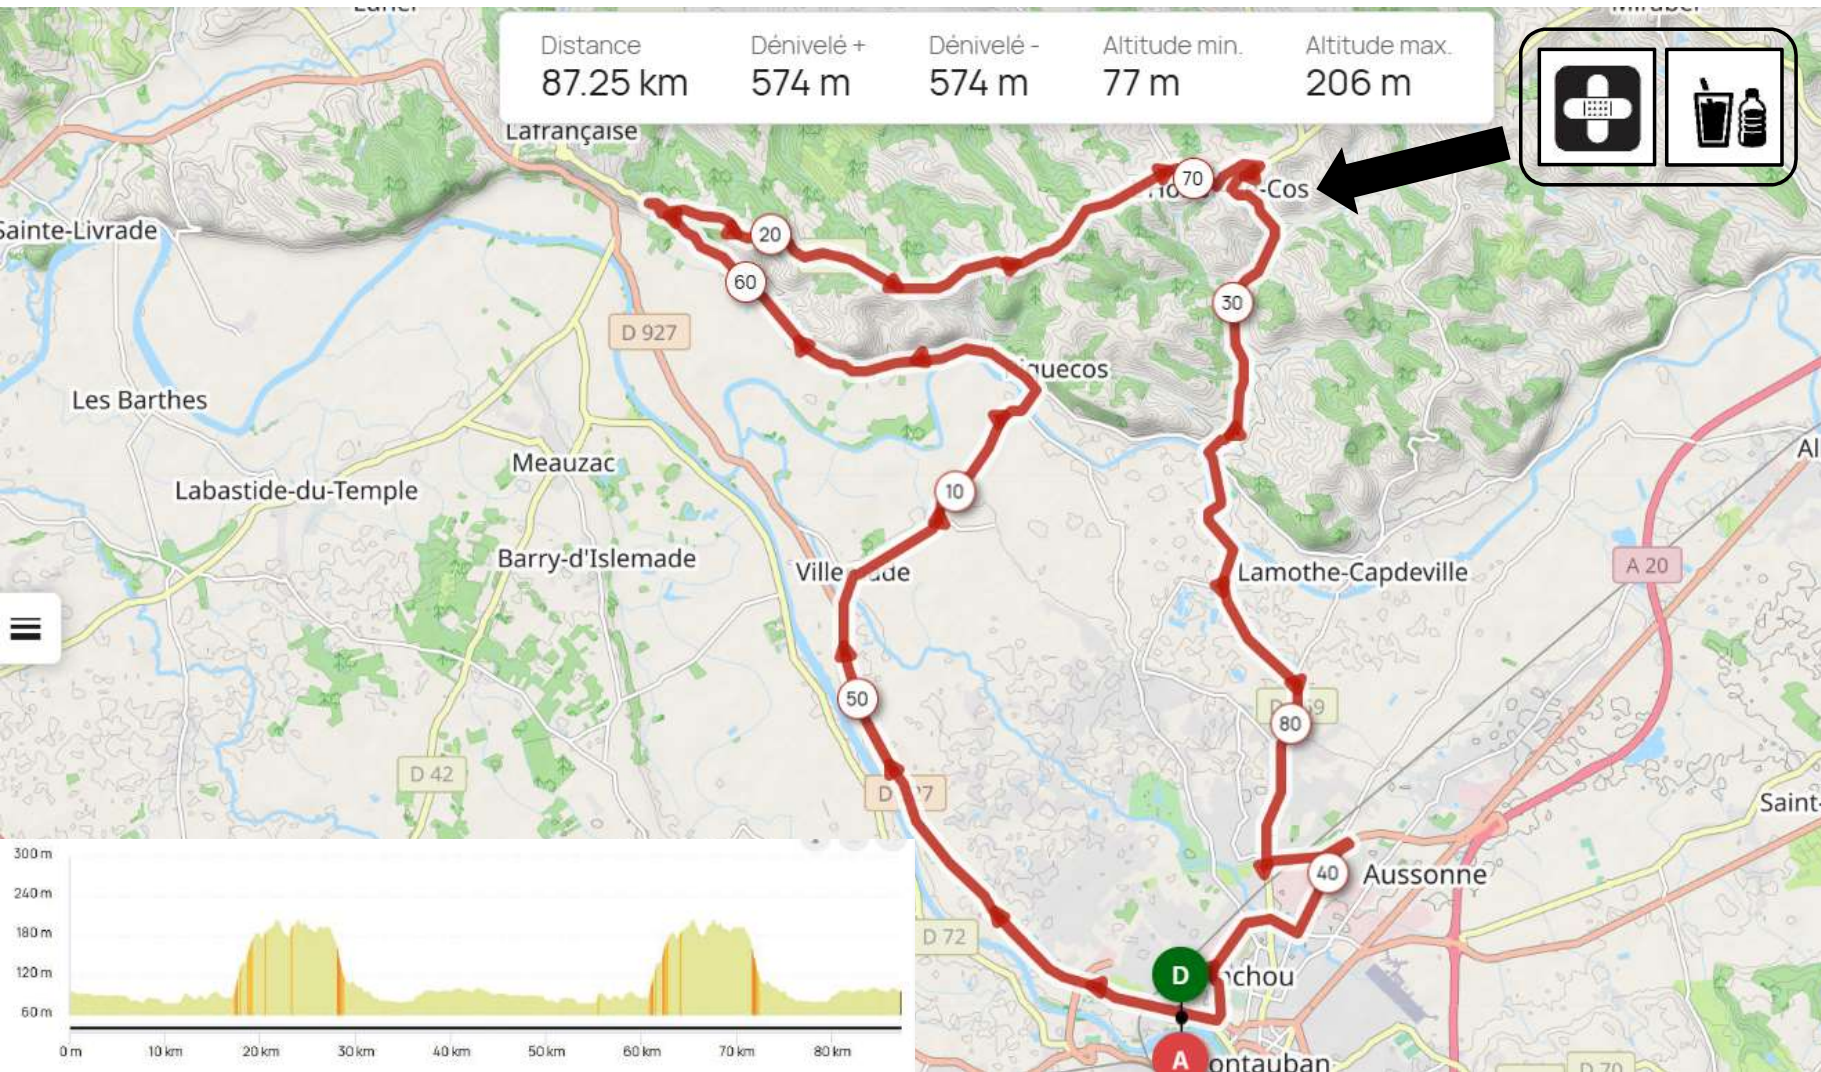 Distance
87.25 km
Dénivelé +
574 m
Dénivelé -
574 m
Altitude min.
77 m
Altitude max.
206 m
Lafrançaise
70
-Cos
Sainte-Livrade
20
60
30
D 927
Les Barthes
Meauzac
Labastide-du-Temple
10
Barry-d'Islemade
Lamothe-Capdeville
A 20
50
80
D 42
Saint-
40
Aussonne
D 72
D
A
ontauban
D 70
300 m
240 m
180 m
120 m
60 m
0 m
10 km
20 km
30 km
40 km
50 km
60 km
70 km
80 km